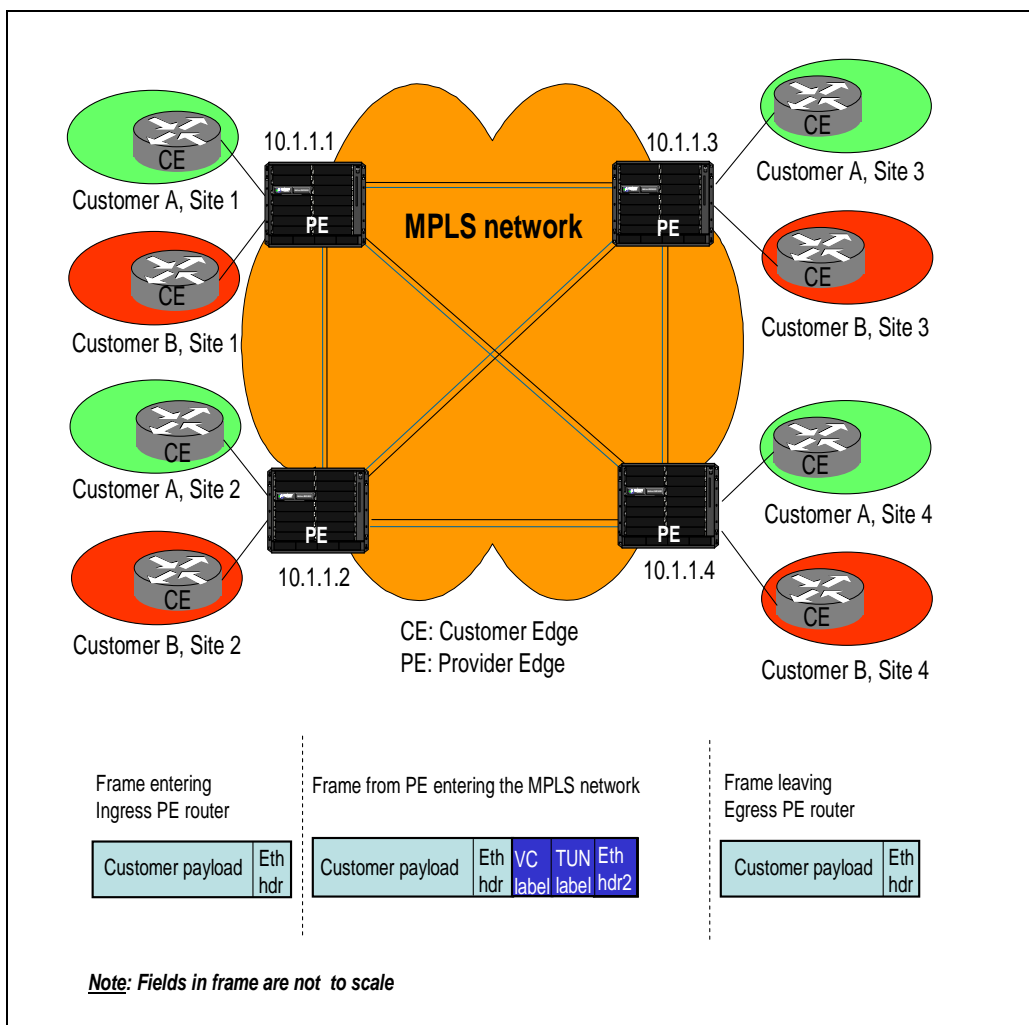 10.1.1.1
10.1.1.3
CE
CE
Customer A, Site 1
Customer A, Site 3
PE
MPLS network
PE
CE
CE
Customer B, Site 1
Customer B, Site 3
CE
CE
Customer A, Site 2
Customer A, Site 4
PE
PE
10.1.1.2
10.1.1.4
CE
CE
Customer B, Site 2
Customer B, Site 4
CE: Customer Edge
PE: Provider Edge
Frame entering
Ingress PE router
Frame from PE entering the MPLS network
Frame leaving
Egress PE router
Customer payload
Eth
hdr
Customer payload
Eth
hdr
VC
label
TUN
label
Eth
hdr2
Customer payload
Eth
hdr
Note: Fields in frame are not to scale